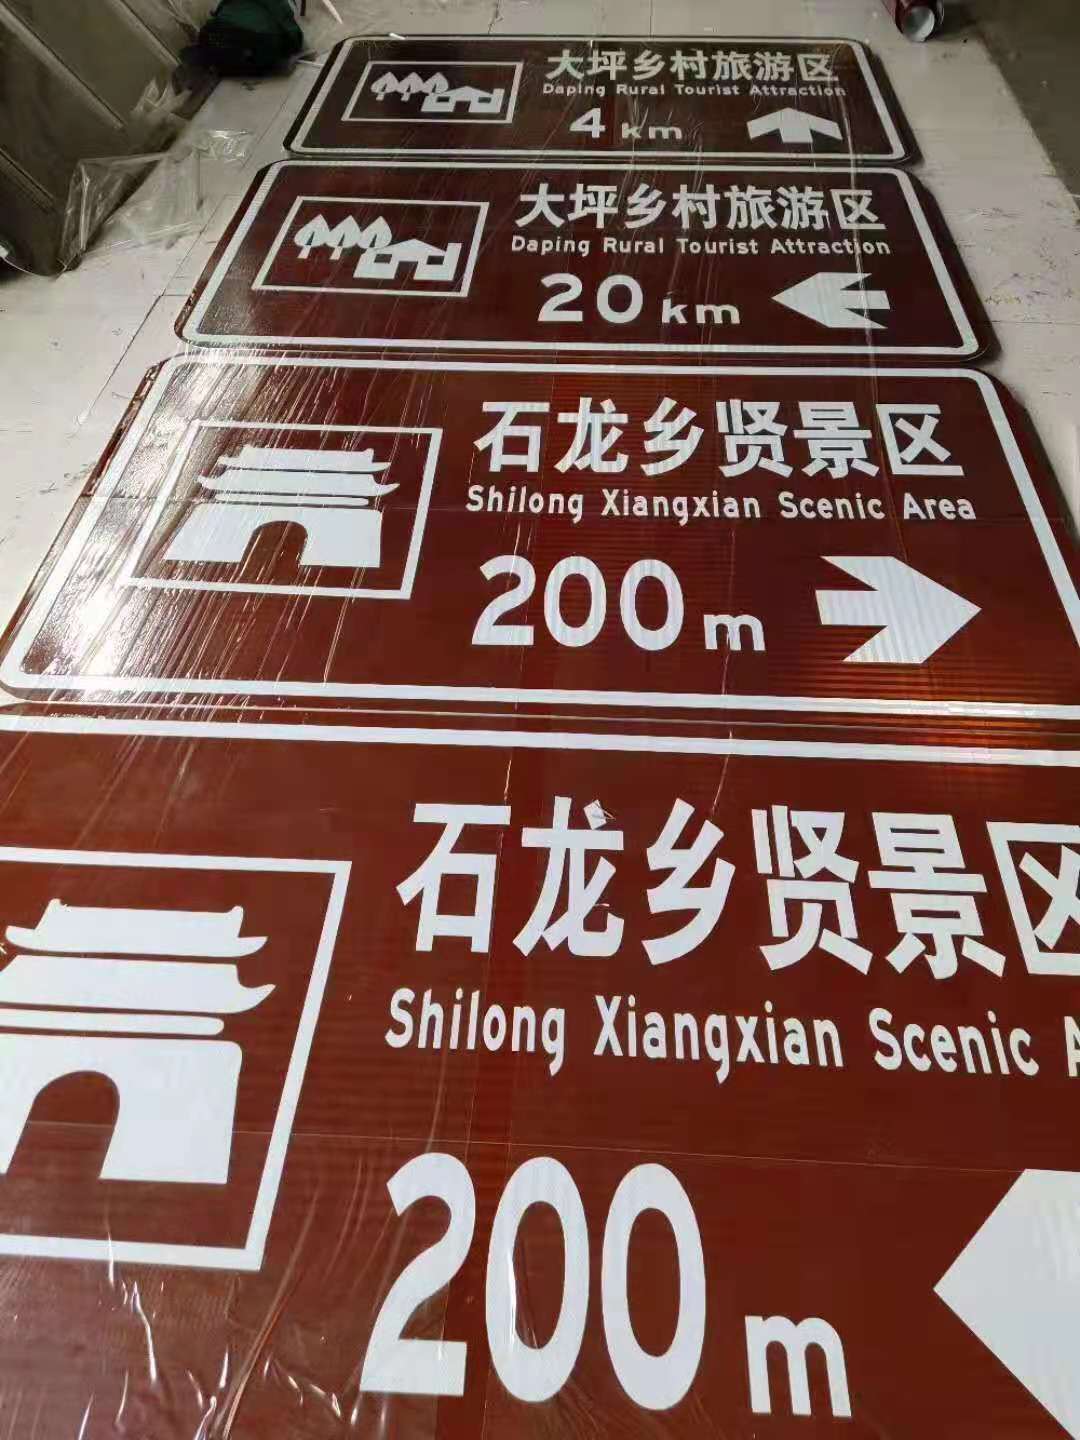 大坪乡村旅游区
Daping Rural Tourist Attraction
4 km
大坪乡村旅游区
Daping Rural Tourist Attraction
20 km
石龙乡贤景区
Shilong Xiangxian Scenic Area
200 m
石龙乡贤景区
Shilong Xiangxian Scenic A
200 m